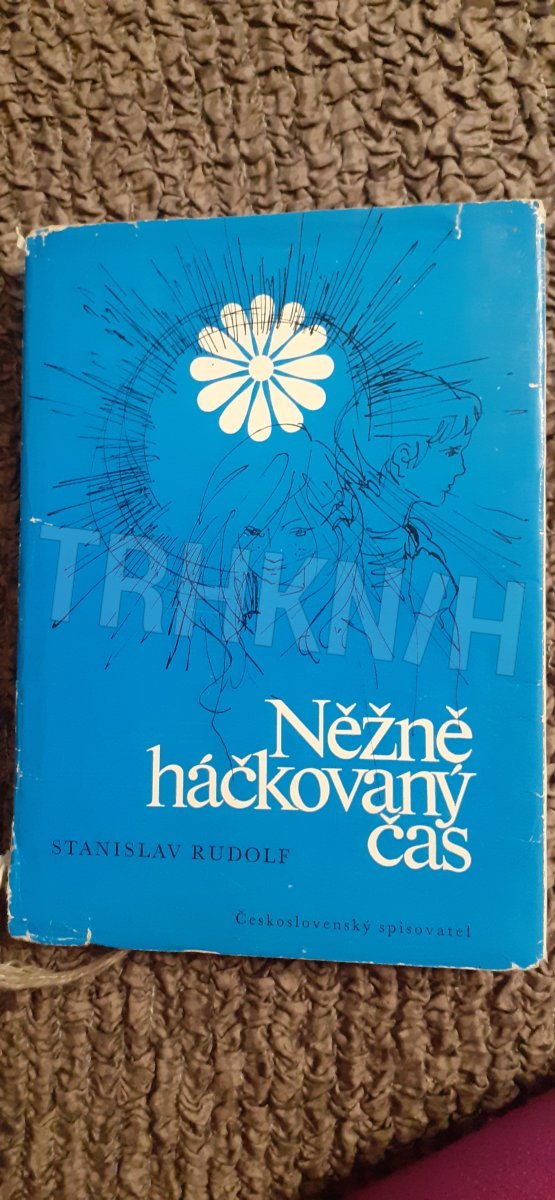 TRHKNIH
Něžně
háčkovaný
čas
STANISLAV RUDOLF
Československý spisovatel